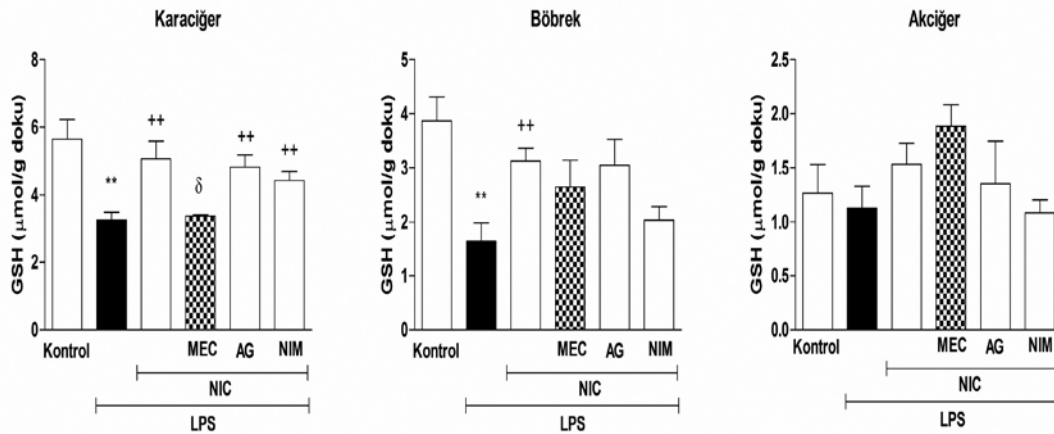 Karaciğer
GSH (μmol/g doku)
8
6
4
2
0
**
++
δ
++
++
Kontrol
MEC
AG
NIM
NIC
LPS
Böbrek
GSH (μmol/g doku)
5
4
3
2
1
0
**
++
Kontrol
MEC
AG
NIM
NIC
LPS
Akciğer
GSH (μmol/g doku)
2.5
2.0
1.5
1.0
0.5
0.0
Kontrol
MEC
AG
NIM
NIC
LPS